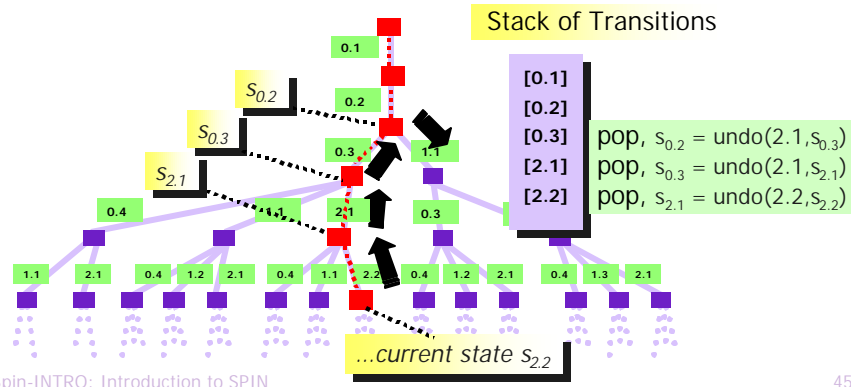 Stack of Transitions
0.1
[0.1]
s0.2
0.2
[0.2]
s0.3
0.3
1.1
[0.3] pop, s0.2 = undo(2.1,s0.3)
s2.1
[2.1] pop, s0.3 = undo(2.1,s2.1)
[2.2] pop, s2.1 = undo(2.2,s2.2)
0.4
1.1
2.1
0.3
1.1 2.1 0.4 1.2 2.1 0.4 1.1 2.2 0.4 1.2 2.1 0.4 1.3 2.1
...current state s2.2
pin-INTRO: Introduction to SPIN
45